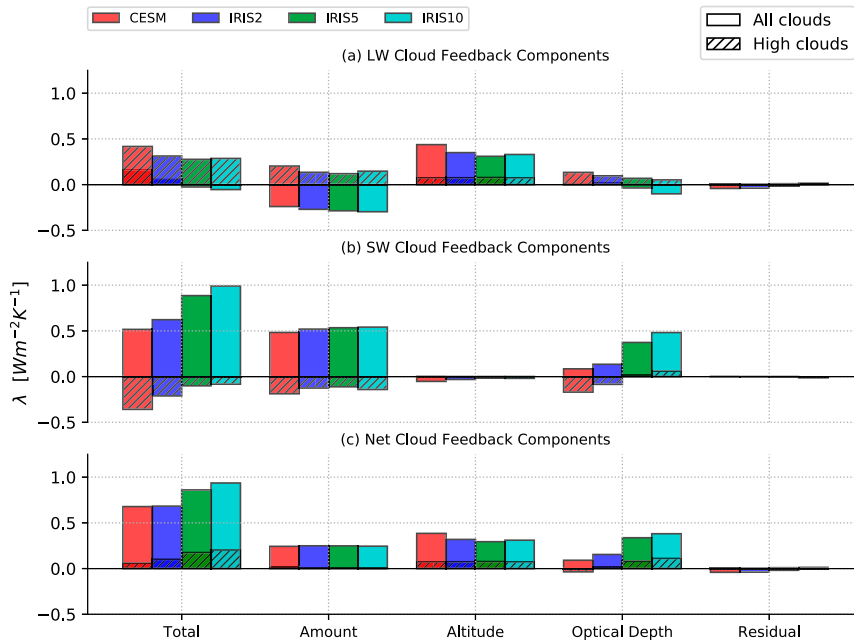 CESM IRIS2 IRIS5 IRIS10
All clouds
High clouds
(a) LW Cloud Feedback Components
1.0
0.5
0.0
−0.5
(b) SW Cloud Feedback Components
1.0
0.5
0.0
−0.5
λ [Wm⁻²K⁻¹]
(c) Net Cloud Feedback Components
1.0
0.5
0.0
−0.5
Total Amount Altitude Optical Depth Residual